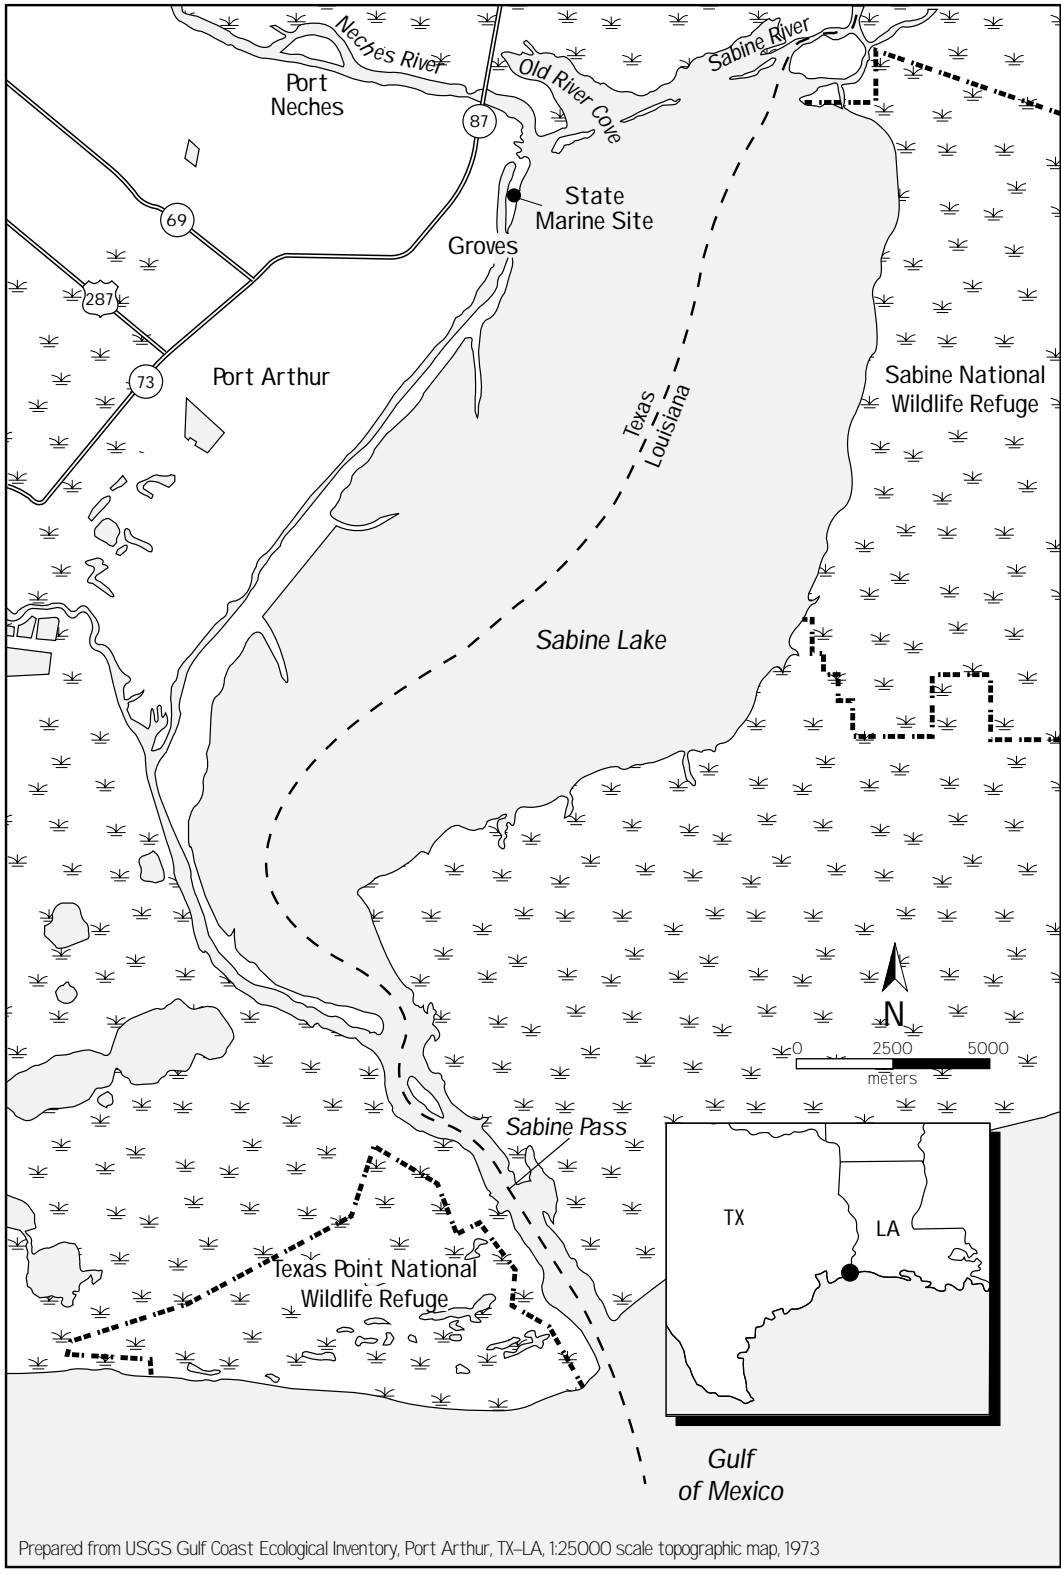 Neches River
Sabine River
Old River Cove
Port
Neches
87
State
Marine Site
69
Groves
287
73
Port Arthur
Sabine National
Wildlife Refuge
Texas
Louisiana
Sabine Lake
N
0 2500 5000
meters
Sabine Pass
TX
LA
Texas Point National
Wildlife Refuge
Gulf
of Mexico
Prepared from USGS Gulf Coast Ecological Inventory, Port Arthur, TX–LA, 1:25000 scale topographic map, 1973